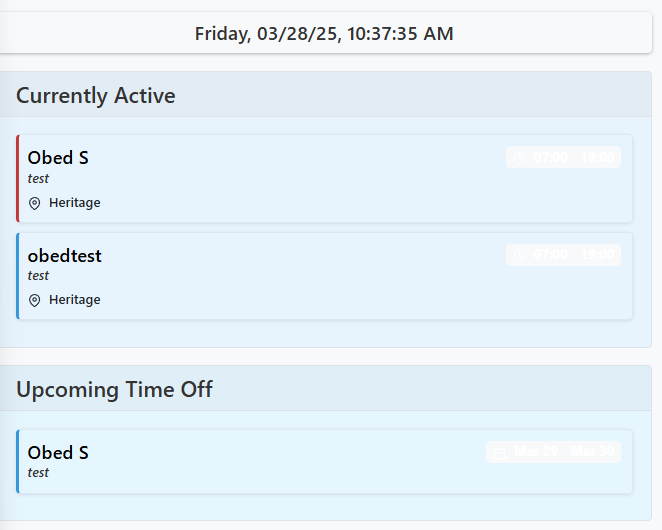 Friday, 03/28/25, 10:37:35 AM
Currently Active
Obed S
07:00 - 18:00
test
Heritage
obedtest
07:00 - 19:00
test
Heritage
Upcoming Time Off
Obed S
Mar 29 - Mar 30
test